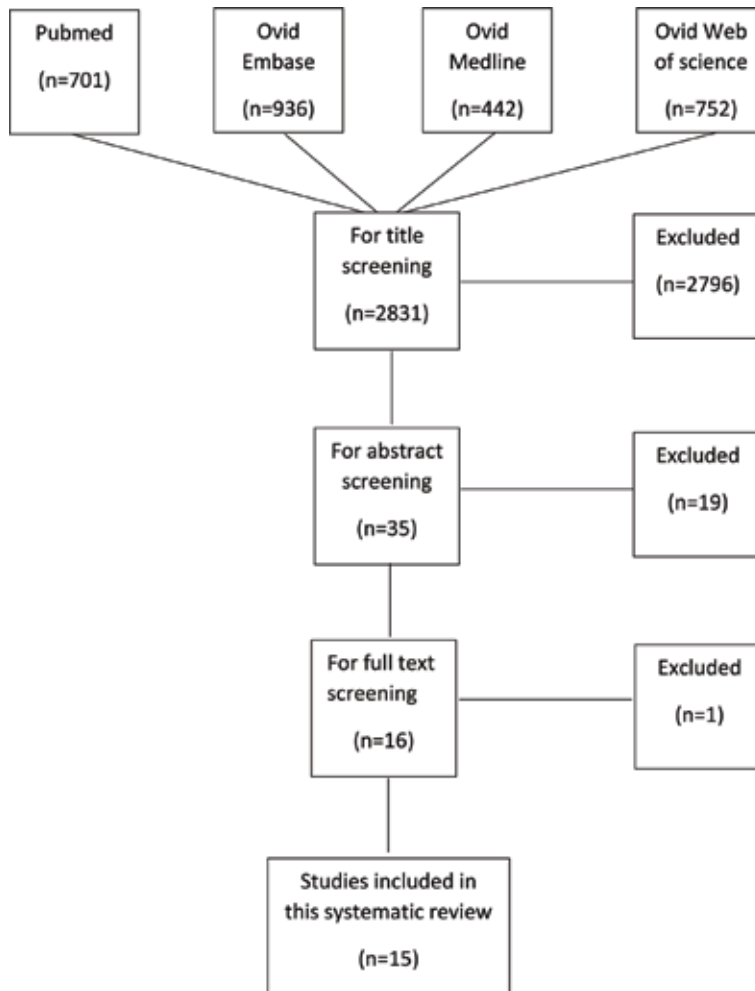 Pubmed
(n=701)
Ovid
Embase
(n=936)
Ovid
Medline
(n=442)
Ovid Web
of science
(n=752)
For title
screening
(n=2831)
Excluded
(n=2796)
For abstract
screening
(n=35)
Excluded
(n=19)
For full text
screening
(n=16)
Excluded
(n=1)
Studies included in
this systematic review
(n=15)